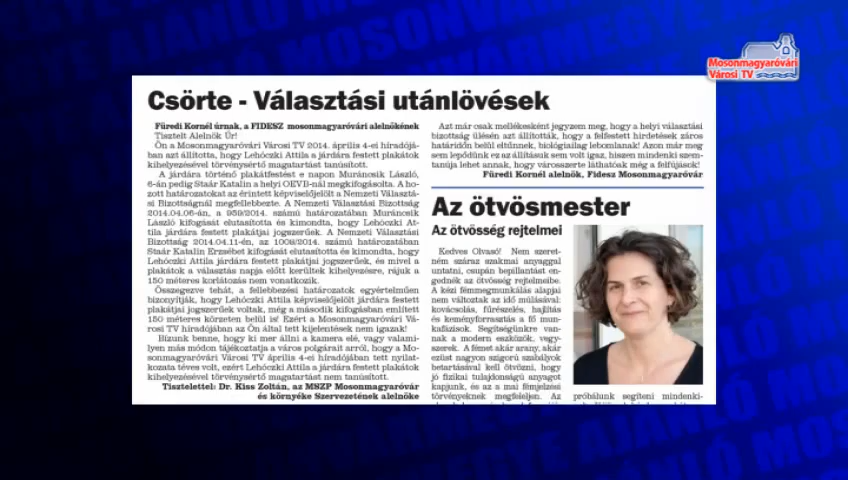 Mosonmagyaróvári
Városi TV
Csörte - Választási utánlövések
Füredi Kornél úrnak, a FIDESZ mosonmagyaróvári alelnökének
Tisztelt Alelnök Úr!
Ön a Mosonmagyaróvári Városi TV 2014. április 4-ei híradójá-
ban azt állította, hogy Lehóczki Attila a járdára festett plakátok
kihelyezésével törvénysértő magatartást tanúsított.
A járdára történő plakátfestést e napon Muráncsik László,
6-án pedig Staár Katalin a helyi OEVB-nál megkifogásolta. A ho-
zott határozatokat az érintett képviselőjelölt a Nemzeti Választá-
si Bizottságnál megfellebbezte. A Nemzeti Választási Bizottság
2014.04.06-án, a 959/2014. számú határozatában Muráncsik
László kifogását elutasította és kimondta, hogy Lehóczki Atti-
la járdára festett plakátjai jogszerűek. A Nemzeti Választási
Bizottság 2014.04.11-én, az 1008/2014. számú határozatában
Staár Katalin Erzsébet kifogását elutasította és kimondta, hogy
Lehóczky Attila járdára festett plakátjai jogszerűek, és mivel a
plakátok a választás napja előtt kerültek kihelyezésre, rájuk a
150 méteres korlátozás nem vonatkozik.
Összegezve tehát, a fellebbezési határozatok egyértelműen
bizonyítják, hogy Lehóczky Attila képviselőjelölt járdára festett
plakátjai jogszerűek voltak, még a második kifogásban említett
150 méteres körzeten belül is! Ezért a Mosonmagyaróvári Vá-
rosi TV híradójában az Ön által tett kijelentések nem igazak!
Bízunk benne, hogy ki mer állni a kamera elé, vagy valami-
lyen más módon tájékoztatja a város polgárait arról, hogy a Mo-
sonmagyaróvári Városi TV április 4-ei híradójában tett nyilat-
kozata téves volt, ezért Lehóczki Attila a járdára festett plakátok
kihelyezésével törvénysértő magatartást nem tanúsított.
Tisztelettel: Dr. Kiss Zoltán, az MSZP Mosonmagyaróvár
és környéke Szervezetének alelnöke
Azt már csak mellékesként jegyzem meg, hogy a helyi választási
bizottság ülésén azt állították, hogy a felfestett hirdetések záros
határidőn belül eltűnnek, biológiailag lebomlanak! Azon már meg
sem lepődünk ez az állításuk sem volt igaz, hiszen mindenki szem-
tanúja lehet annak, hogy városszerte láthatóak még a felfújások!
Füredi Kornél alelnök, Fidesz Mosonmagyaróvár
Az ötvösmester
Az ötvösség rejtelmei
Kedves Olvasó! Nem szeret-
ném száraz szakmai anyaggal
untatni, csupán bepillantást en-
gednék az ötvösség rejtelmeibe.
A kézi fémmegmunkálás alapjai
nem változtak az idő múlásával:
kovácsolás, fűrészelés, hajlítás
és keményforrasztás a fő mun-
kafázisok. Segítségünkre van-
nak a modern eszközök, vegy-
szerek. A fémet akár arany, akár
ezüst nagyon szigorú szabályok
betartásával kell ötvözni, hogy
jó fizikai tulajdonságú anyagot
kapjunk, és az a mai fémjelzési
törvényeknek megfeleljen. Az
próbálunk segíteni mindenki-